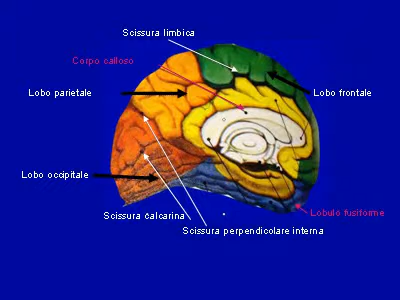 Scissura limbica
Corpo calloso
Lobo parietale
Lobo frontale
Lobo occipitale
Scissura calcarina
Lobulo fusiforme
Scissura perpendicolare interna